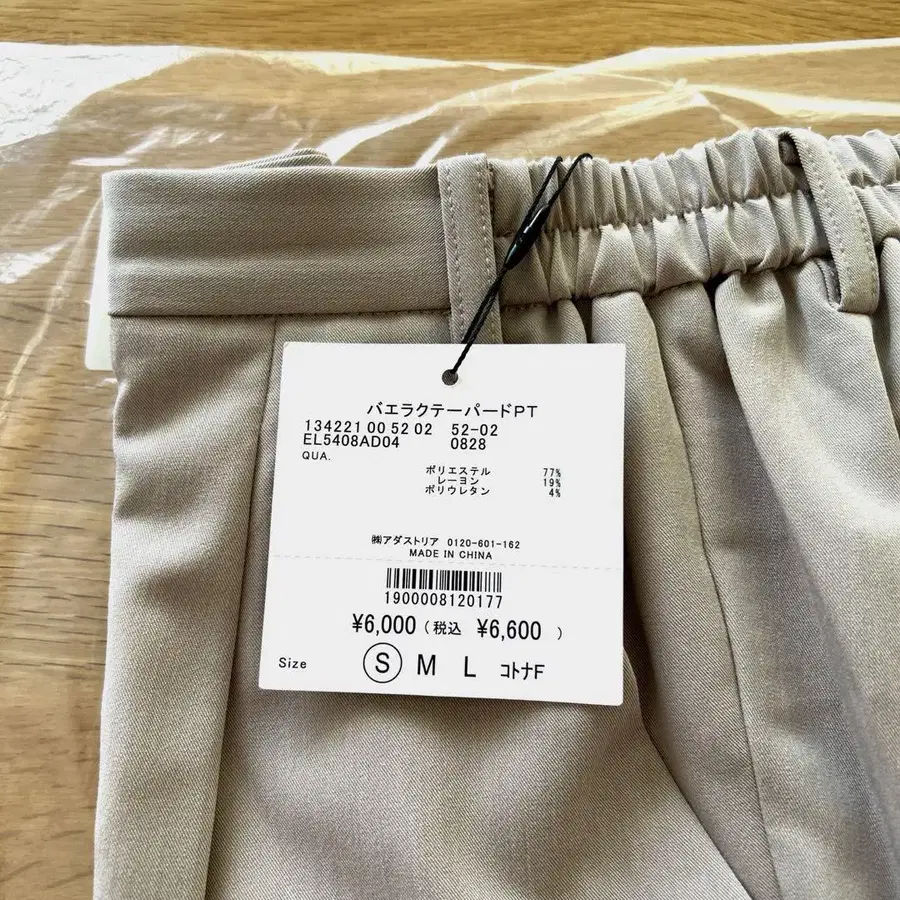 バエラクテーパードPT
134221 00 52 02 52-02
EL5408AD04 0828
QUA.
ポリエステル 77%
レーヨン 19%
ポリウレタン 4%
㈱アダストリア 0120-601-162
MADE IN CHINA
1900008120177
¥6,000 (税込 ¥6,600 )
Size S M L コトナF